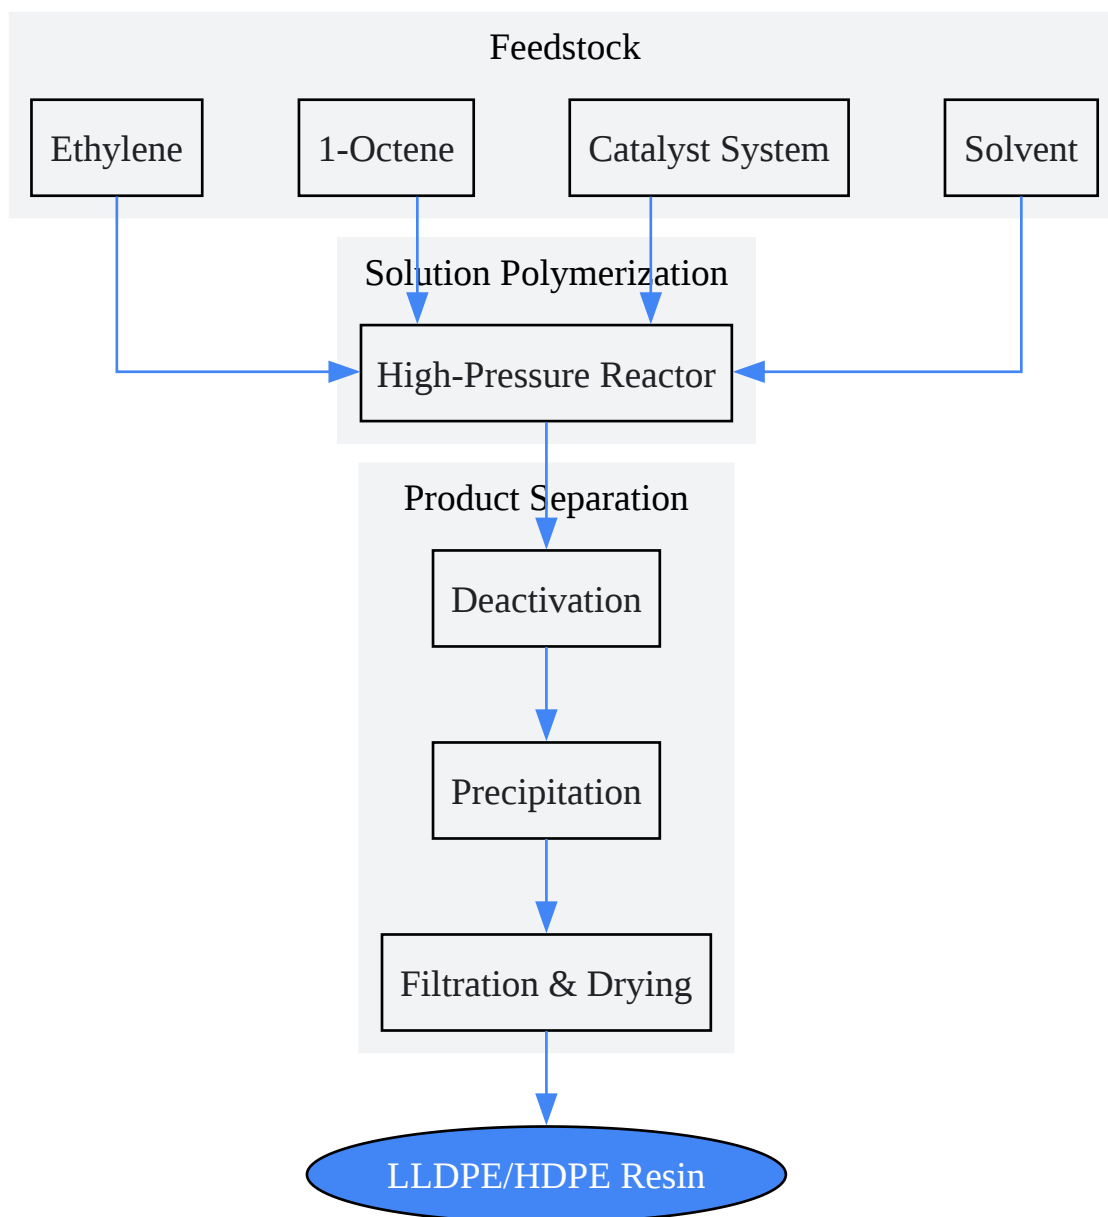 Feedstock
Ethylene
1-Octene
Catalyst System
Solvent
Solution Polymerization
High-Pressure Reactor
Product Separation
Deactivation
Precipitation
Filtration & Drying
LLDPE/HDPE Resin